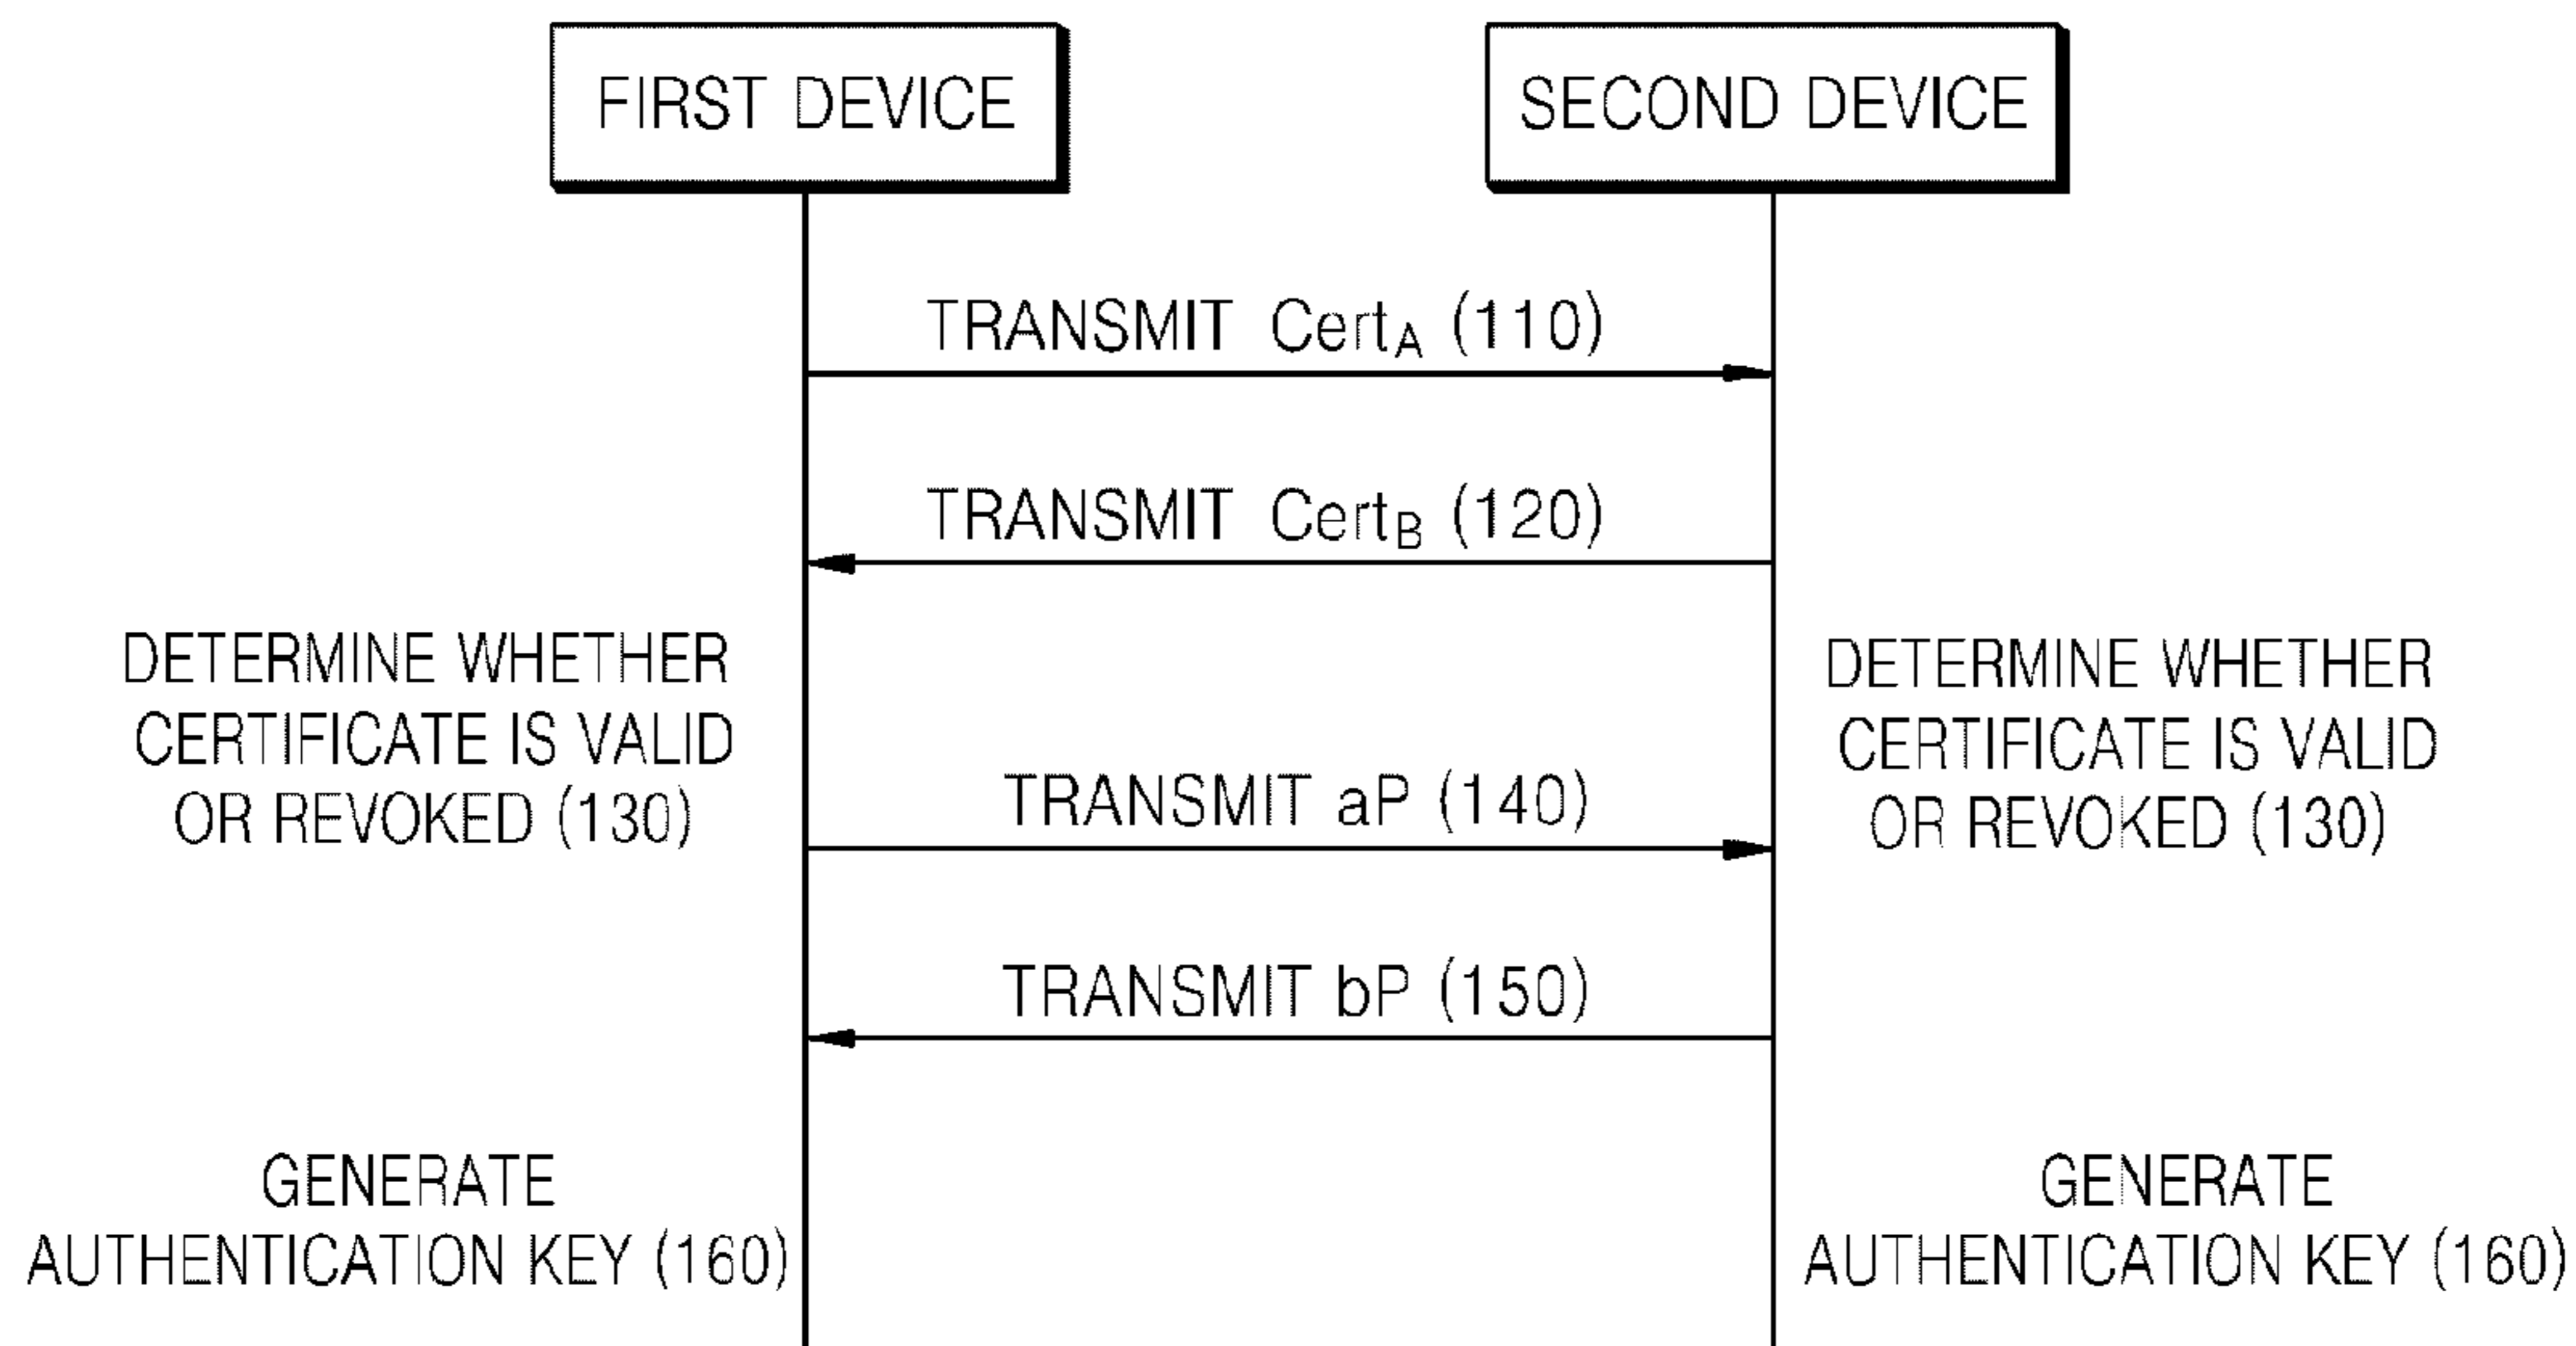 FIRST DEVICE
SECOND DEVICE
TRANSMIT Cert_A (110)
TRANSMIT Cert_B (120)
DETERMINE WHETHER
CERTIFICATE IS VALID
OR REVOKED (130)
DETERMINE WHETHER
CERTIFICATE IS VALID
OR REVOKED (130)
TRANSMIT aP (140)
TRANSMIT bP (150)
GENERATE
AUTHENTICATION KEY (160)
GENERATE
AUTHENTICATION KEY (160)